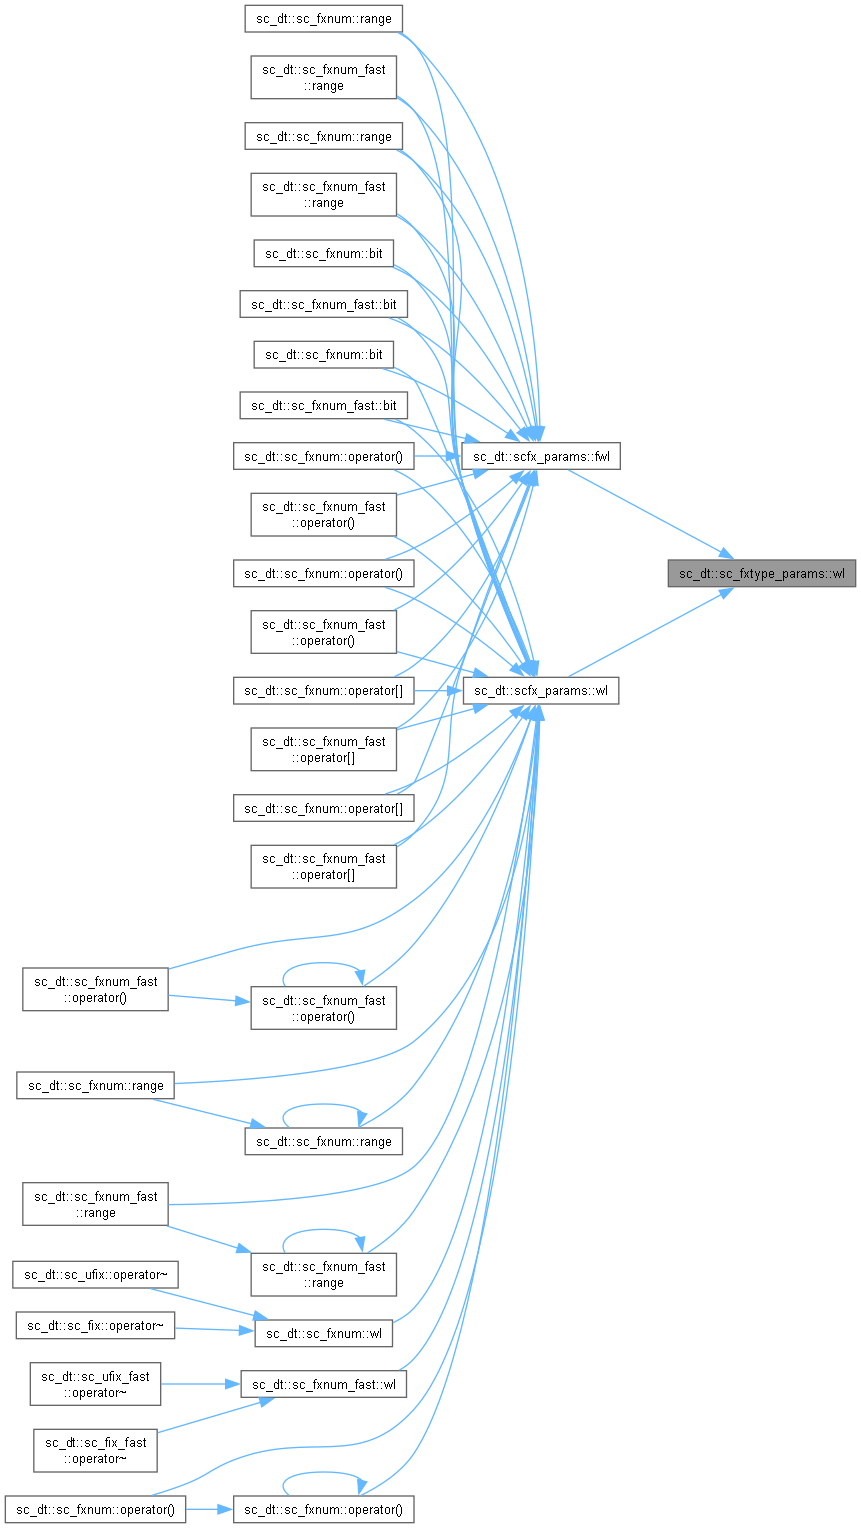 sc_dt::sc_fxnum::range
sc_dt::sc_fxnum_fast
::range
sc_dt::sc_fxnum::range
sc_dt::sc_fxnum_fast
::range
sc_dt::sc_fxnum::bit
sc_dt::sc_fxnum_fast::bit
sc_dt::sc_fxnum::bit
sc_dt::sc_fxnum_fast::bit
sc_dt::sc_fxnum::operator()
sc_dt::scfx_params::fwl
sc_dt::sc_fxnum_fast
::operator()
sc_dt::sc_fxnum::operator()
sc_dt::sc_fxtype_params::wl
sc_dt::sc_fxnum_fast
::operator()
sc_dt::sc_fxnum::operator[]
sc_dt::scfx_params::wl
sc_dt::sc_fxnum_fast
::operator[]
sc_dt::sc_fxnum::operator[]
sc_dt::sc_fxnum_fast
::operator[]
sc_dt::sc_fxnum_fast
::operator()
sc_dt::sc_fxnum_fast
::operator()
sc_dt::sc_fxnum::range
sc_dt::sc_fxnum::range
sc_dt::sc_fxnum_fast
::range
sc_dt::sc_fxnum_fast
::range
sc_dt::sc_ufix::operator~
sc_dt::sc_fix::operator~
sc_dt::sc_fxnum::wl
sc_dt::sc_ufix_fast
::operator~
sc_dt::sc_fxnum_fast::wl
sc_dt::sc_fix_fast
::operator~
sc_dt::sc_fxnum::operator()
sc_dt::sc_fxnum::operator()